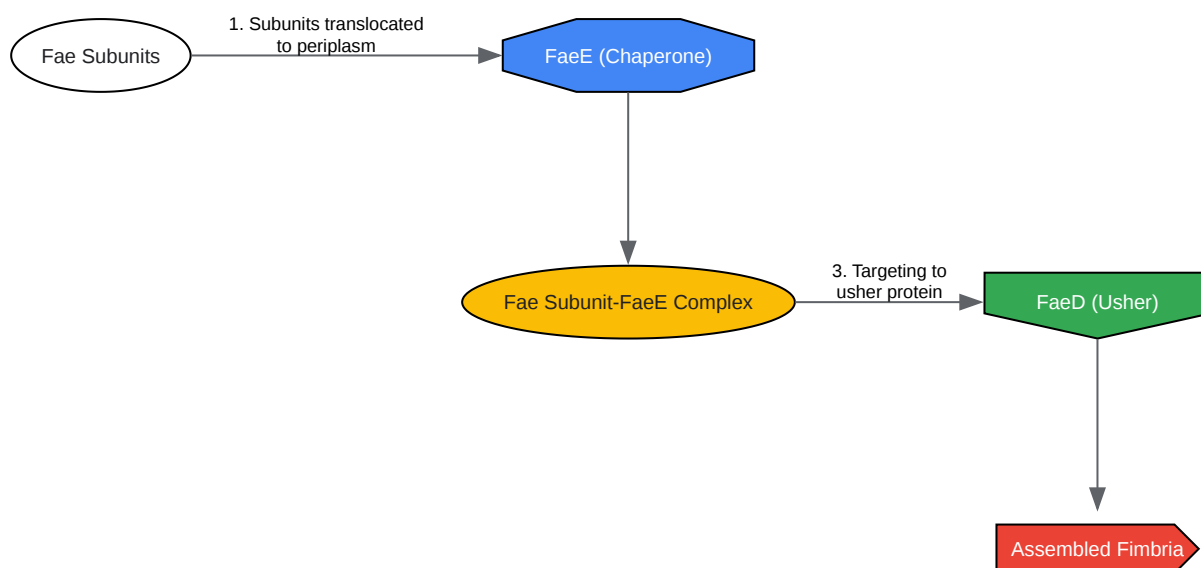 1. Subunits translocated
to periplasm
Fae Subunits
FaeE (Chaperone)
3. Targeting to
usher protein
Fae Subunit-FaeE Complex
FaeD (Usher)
Assembled Fimbria